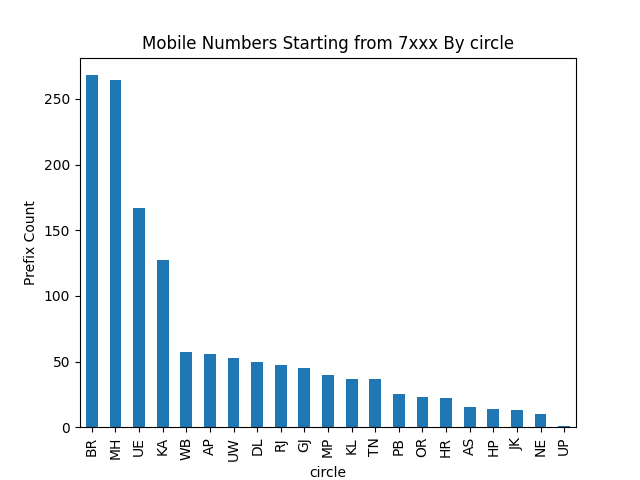 Mobile Numbers Starting from 7xxx By circle
Prefix Count
250
200
150
100
50
0
BR MH UE KA WB AP UW DL RJ GJ MP KL TN PB OR HR AS HP JK NE UP
circle